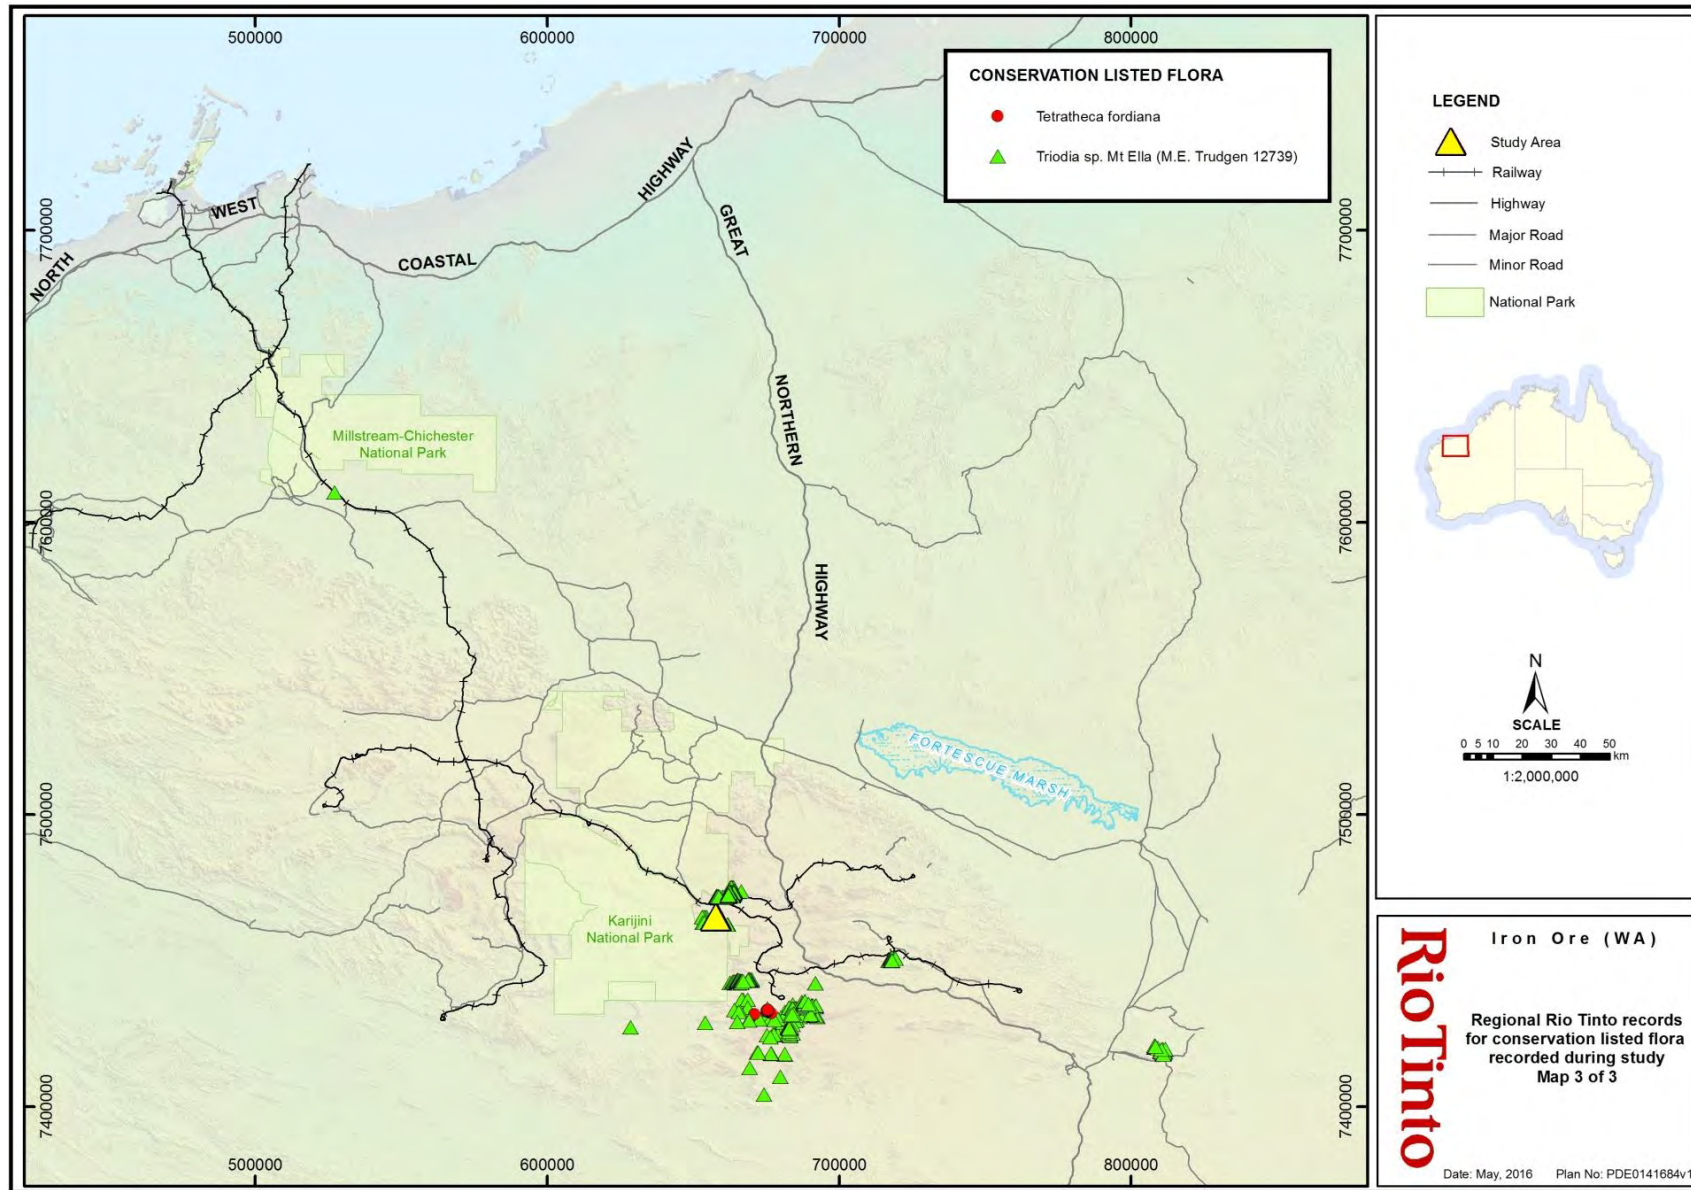 500000
600000
700000
800000
CONSERVATION LISTED FLORA
Tetratheca fordiana
Triodia sp. Mt Ella (M.E. Trudgen 12739)
7700000
7700000
NORTH
WEST
COASTAL
HIGHWAY
GREAT
NORTHERN
HIGHWAY
Millstream-Chichester
National Park
7600000
7600000
FORTESCUE MARSH
7500000
7500000
Karijini
National Park
7400000
7400000
500000
600000
700000
800000
LEGEND
Study Area
Railway
Highway
Major Road
Minor Road
National Park
N
SCALE
0 5 10 20 30 40 50
km
1:2,000,000
RioTinto
Iron Ore (WA)
Regional Rio Tinto records
for conservation listed flora
recorded during study
Map 3 of 3
Date: May, 2016 Plan No: PDE0141684v1